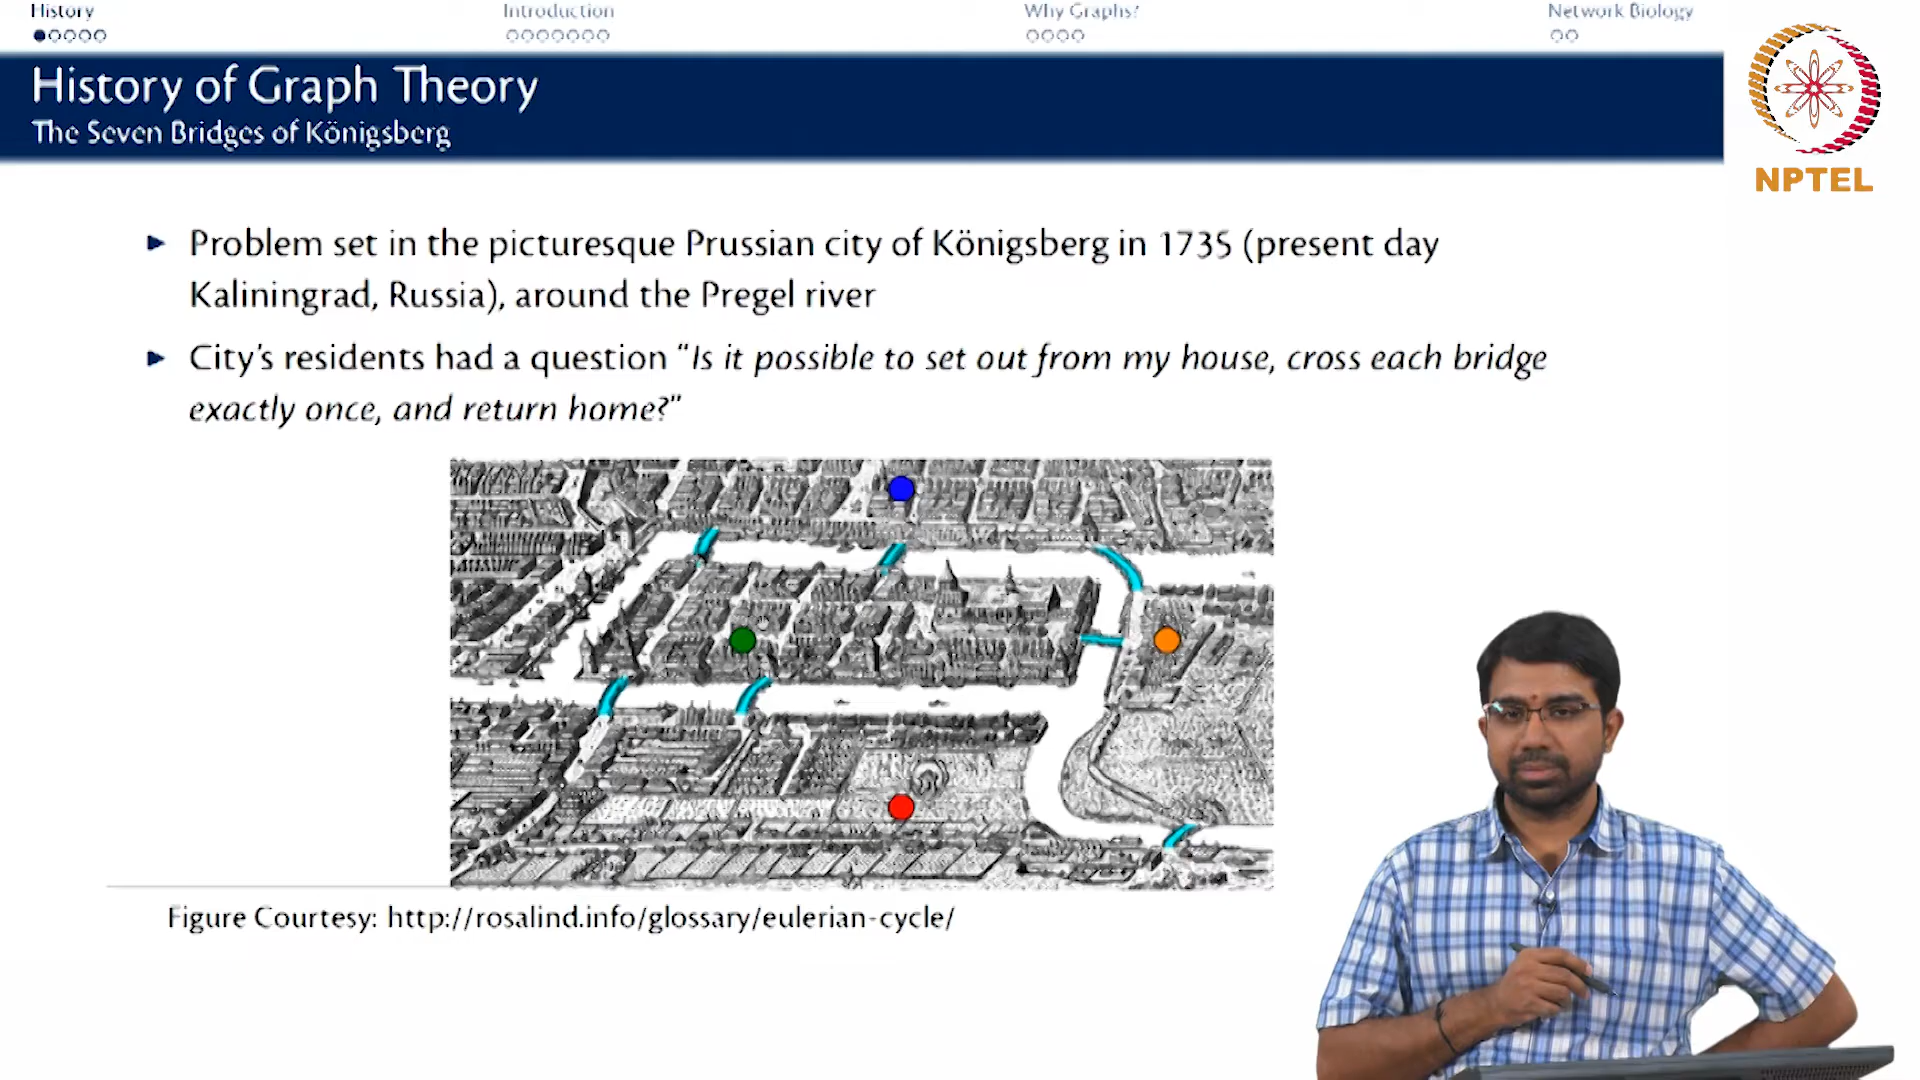 History
Introduction
Why Graphs?
Network Biology
History of Graph Theory
The Seven Bridges of Königsberg
NPTEL
► Problem set in the picturesque Prussian city of Königsberg in 1735 (present day
Kaliningrad, Russia), around the Pregel river
► City's residents had a question "Is it possible to set out from my house, cross each bridge
exactly once, and return home?"
Figure Courtesy: http://rosalind.info/glossary/eulerian-cycle/